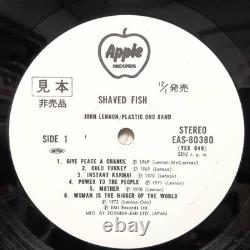 Apple
RECORDS
見本
非売品
12/1発売
SHAVED FISH
JOHN LENNON/PLASTIC ONO BAND
SIDE 1
STEREO
EAS-80380
(YEX 949)
33⅓ r. p. m.
1. GIVE PEACE A CHANCE ℗ 1969 (Lennon-McCartney)
2. COLD TURKEY ℗ 1969 (Lennon)
3. INSTANT KARMA! ℗ 1970 (Lennon)
4. POWER TO THE PEOPLE ℗ 1971 (Lennon)
5. MOTHER ℗ 1970 (Lennon)
6. WOMAN IS THE NIGGER OF THE WORLD
℗ 1972 (Lennon-Ono)
℗ EMI Records Ltd.
MFD. BY TOSHIBA-EMI LTD. JAPAN